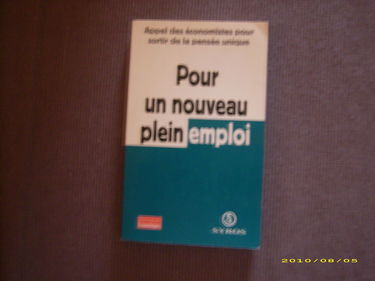 Appel des économistes pour
sortir de la pensée unique
Pour
un nouveau
plein emploi
SYROS
2010/08/05